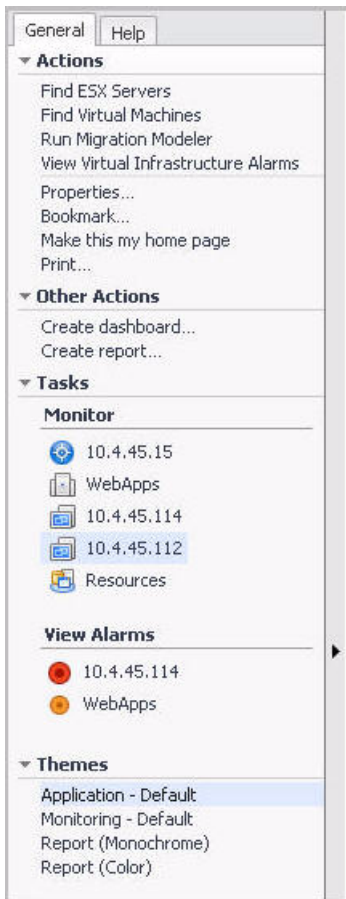 General Help
Actions
Find ESX Servers
Find Virtual Machines
Run Migration Modeler
View Virtual Infrastructure Alarms
Properties...
Bookmark...
Make this my home page
Print...
Other Actions
Create dashboard...
Create report...
Tasks
Monitor
10.4.45.15
WebApps
10.4.45.114
10.4.45.112
Resources
View Alarms
10.4.45.114
WebApps
Themes
Application - Default
Monitoring - Default
Report (Monochrome)
Report (Color)